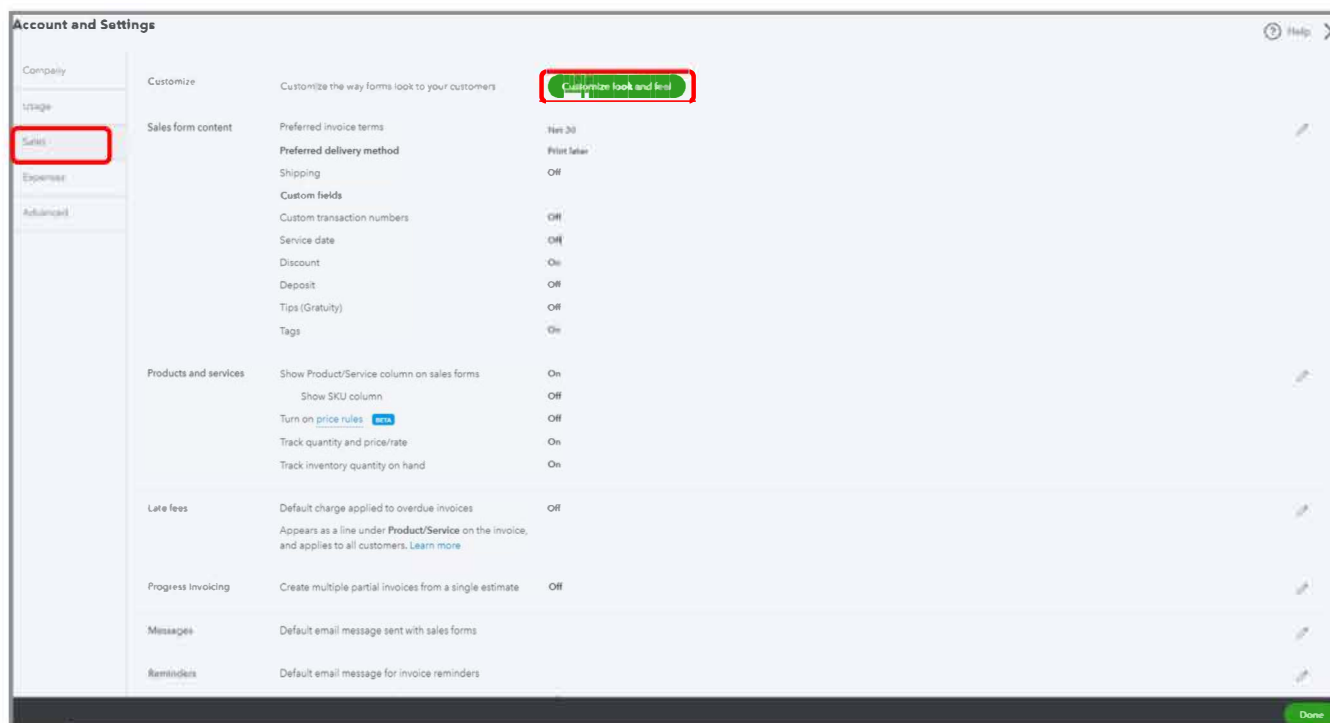 Account and Settings
Help
Company
Usage
Sales
Expenses
Advanced
Customize
Customize the way forms look to your customers
Customize look and feel
Sales form content
Preferred invoice terms
Net 30
Preferred delivery method
Print later
Shipping
Off
Custom fields
Custom transaction numbers
Off
Service date
Off
Discount
On
Deposit
Off
Tips (Gratuity)
Off
Tags
On
Products and services
Show Product/Service column on sales forms
On
Show SKU column
Off
Turn on price rules BETA
Off
Track quantity and price/rate
On
Track inventory quantity on hand
On
Late fees
Default charge applied to overdue invoices
Off
Appears as a line under Product/Service on the invoice,
and applies to all customers. Learn more
Progress Invoicing
Create multiple partial invoices from a single estimate
Off
Messages
Default email message sent with sales forms
Reminders
Default email message for invoice reminders
Done